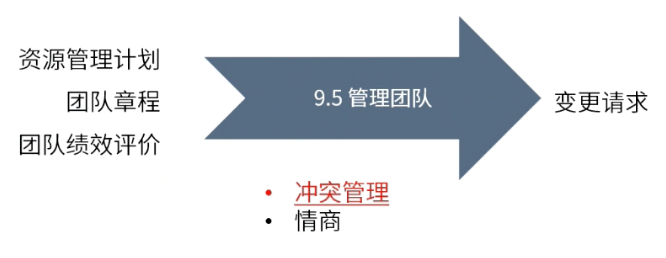 资源管理计划
团队章程
团队绩效评价
9.5 管理团队
变更请求
• 冲突管理
• 情商